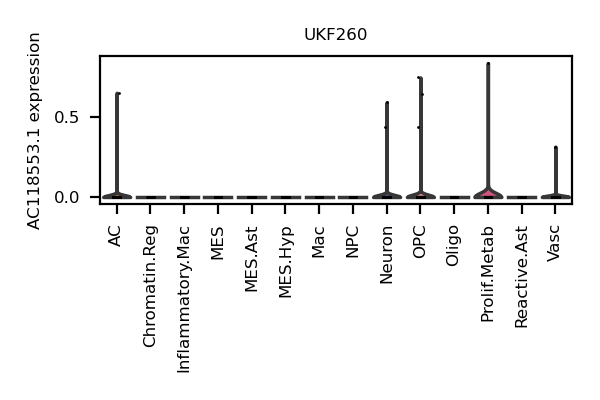 UKF260
AC118553.1 expression
0.5
0.0
AC
Chromatin.Reg
Inflammatory.Mac
MES
MES.Ast
MES.Hyp
Mac
NPC
Neuron
OPC
Oligo
Prolif.Metab
Reactive.Ast
Vasc